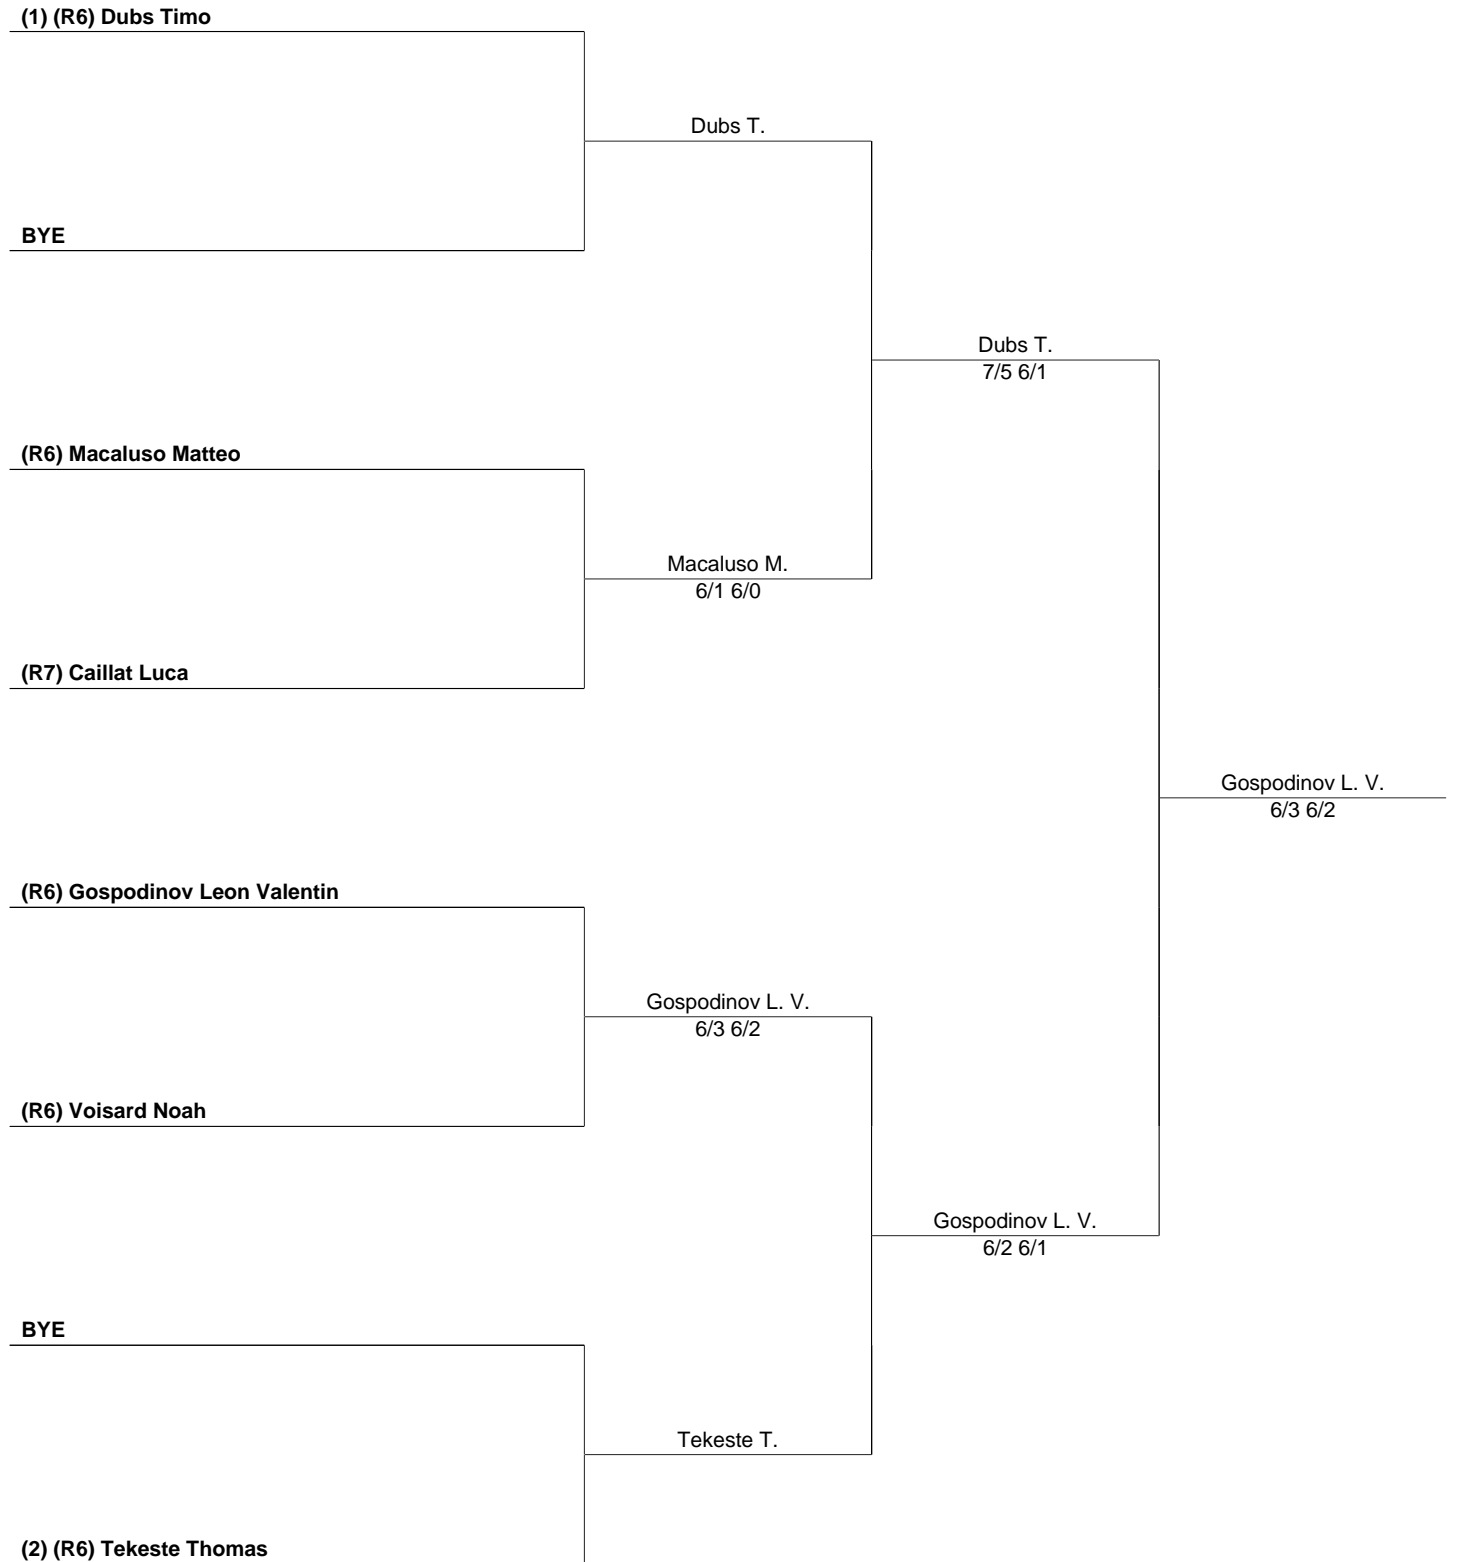 (1) (R6) Dubs Timo
Dubs T.
BYE
Dubs T.
7/5 6/1
(R6) Macaluso Matteo
Macaluso M.
6/1 6/0
(R7) Caillat Luca
Gospodinov L. V.
6/3 6/2
(R6) Gospodinov Leon Valentin
Gospodinov L. V.
6/3 6/2
(R6) Voisard Noah
Gospodinov L. V.
6/2 6/1
BYE
Tekeste T.
(2) (R6) Tekeste Thomas